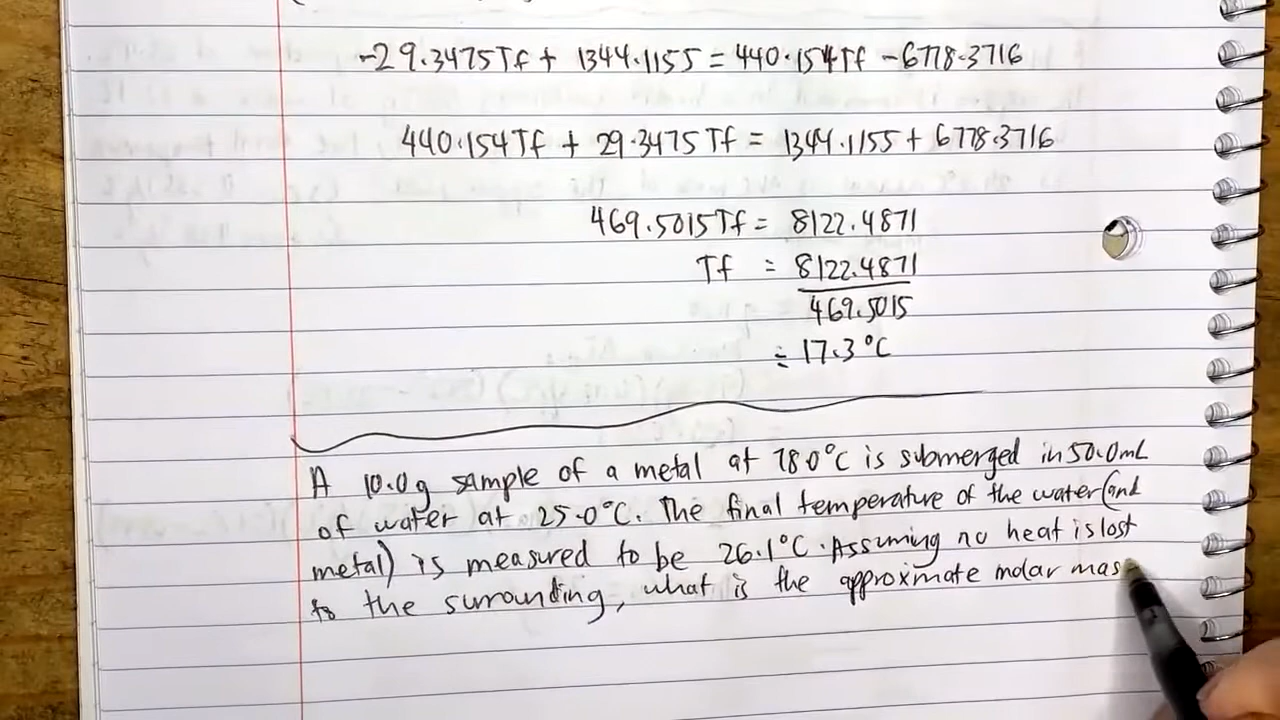 -29.3475Tf + 1344.1155 = 440.154Tf - 6778.3716
440.154Tf + 29.3475Tf = 1344.1155 + 6778.3716
469.5015Tf = 8122.4871
Tf = 8122.4871
469.5015
= 17.3°C
A 10.0g sample of a metal at 78.0°C is submerged in 50.0mL
of water at 25.0°C. The final temperature of the water (and
metal) is measured to be 26.1°C. Assuming no heat is lost
to the surrounding, what is the approximate molar mass